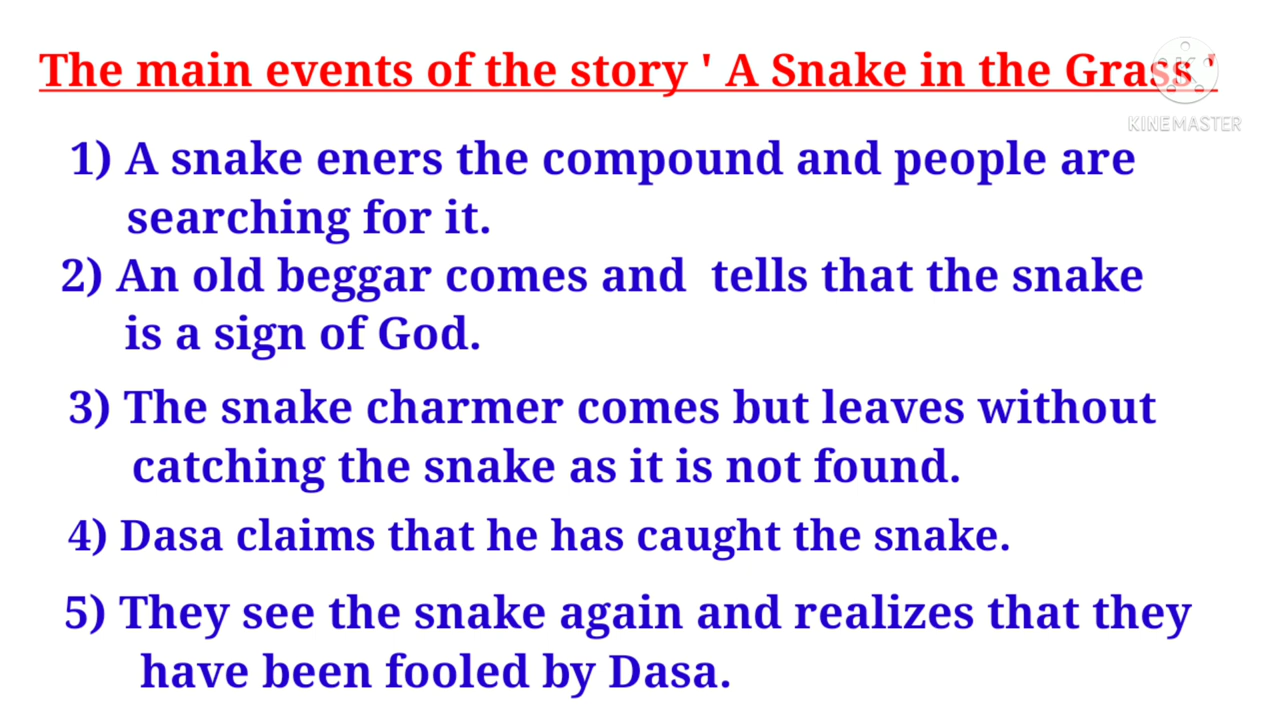 The main events of the story ' A Snake in the Grass '
KINEMASTER
1) A snake eners the compound and people are
searching for it.
2) An old beggar comes and tells that the snake
is a sign of God.
3) The snake charmer comes but leaves without
catching the snake as it is not found.
4) Dasa claims that he has caught the snake.
5) They see the snake again and realizes that they
have been fooled by Dasa.